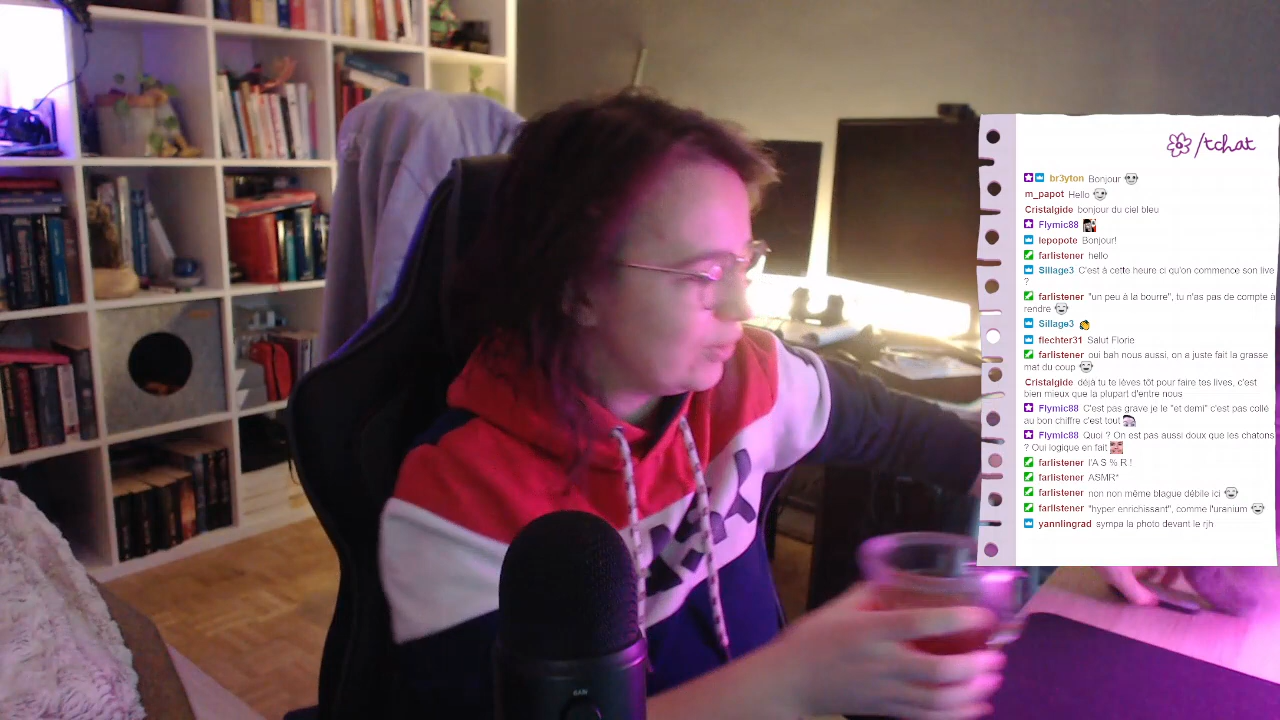 /tchat
br3yton Bonjour
m_papot Hello
Cristalgide bonjour du ciel bleu
Flymic88
lepopote Bonjour!
farlistener hello
Sillage3 C'est à cette heure ci qu'on commence son live
?
farlistener "un peu à la bourre", tu n'as pas de compte à
rendre
Sillage3
flechter31 Salut Florie
farlistener oui bah nous aussi, on a juste fait la grasse
mat du coup
Cristalgide déjà tu te lèves tôt pour faire tes lives, c'est
bien mieux que la plupart d'entre nous
Flymic88 C'est pas grave je le "et demi" c'est pas collé
au bon chiffre c'est tout
Flymic88 Quoi ? On est pas aussi doux que les chatons
? Oui logique en fait
farlistener l'A S % R !
farlistener ASMR*
farlistener non non même blague débile ici
farlistener "hyper enrichissant", comme l'uranium
yannlingrad sympa la photo devant le rjh